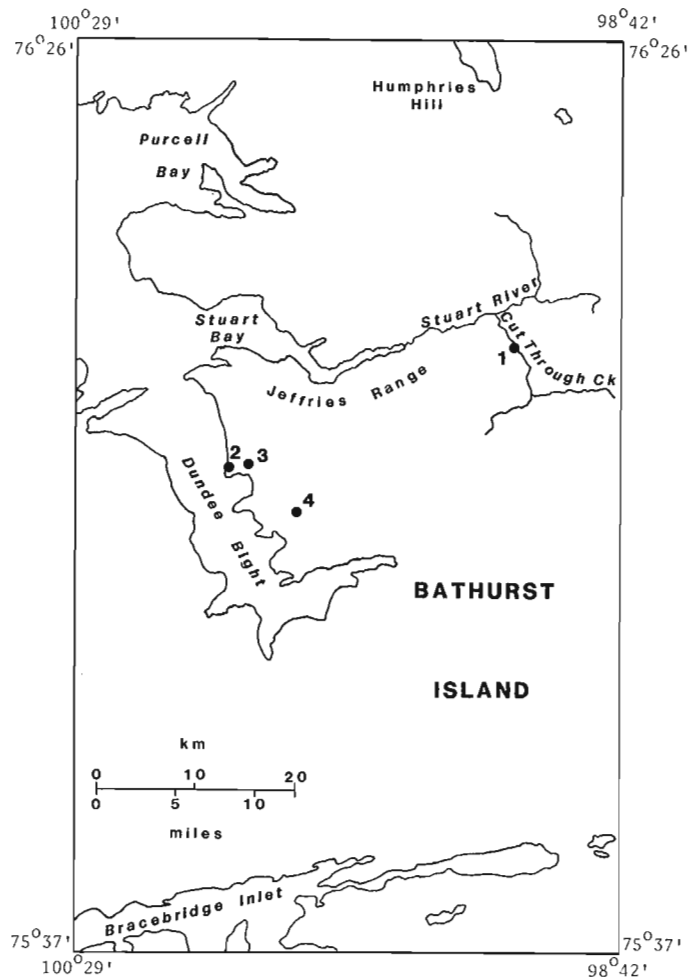 100°29' 98°42'
76°26' 76°26'
Humphries
Hill
Purcell
Bay
Stuart River
Stuart
Bay
Cut Through Ck
1
Jeffries Range
2 3
Dundee Bight
4
BATHURST
ISLAND
km
0 10 20
0 5 10
miles
Bracebridge Inlet
75°37' 75°37'
100°29' 98°42'